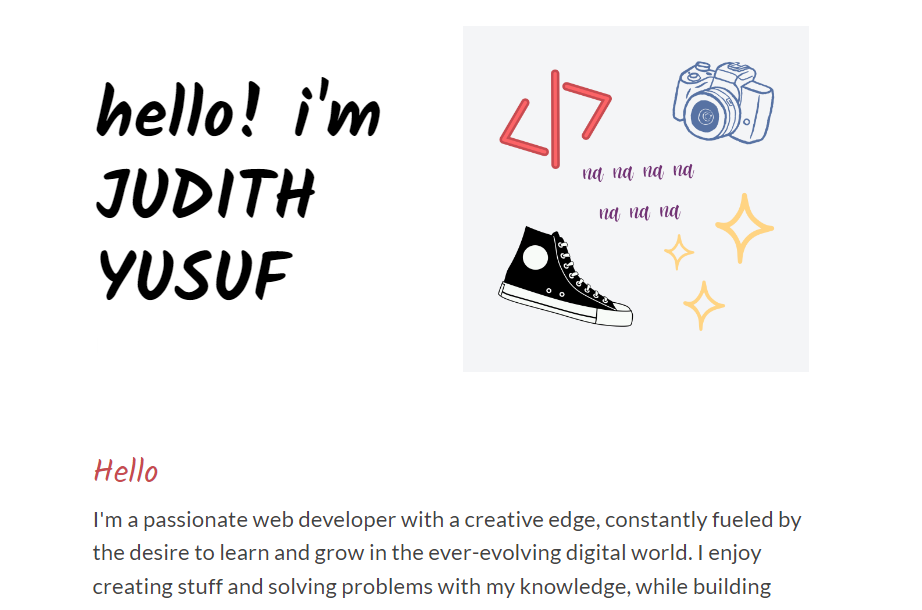 hello! i'm
JUDITH
YUSUF
na na na na
na na na
Hello
I'm a passionate web developer with a creative edge, constantly fueled by
the desire to learn and grow in the ever-evolving digital world. I enjoy
creating stuff and solving problems with my knowledge, while building